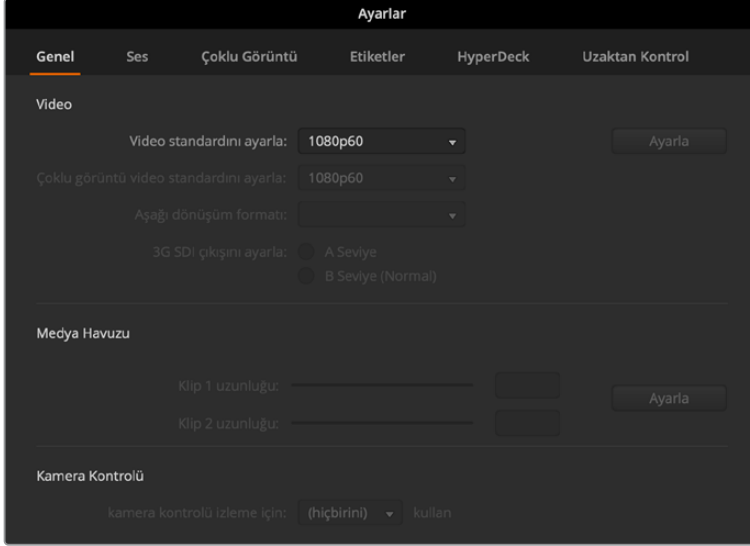 Ayarlar
Genel Ses Çoklu Görüntü Etiketler HyperDeck Uzaktan Kontrol
Video
Video standardını ayarla: 1080p60 Ayarla
Çoklu görüntü video standardını ayarla: 1080p60
Aşağı dönüşüm formatı:
3G SDI çıkışını ayarla: A Seviye
B Seviye (Normal)
Medya Havuzu
Klip 1 uzunluğu:
Ayarla
Klip 2 uzunluğu:
Kamera Kontrolü
kamera kontrolü izleme için: (hiçbirini) kullan